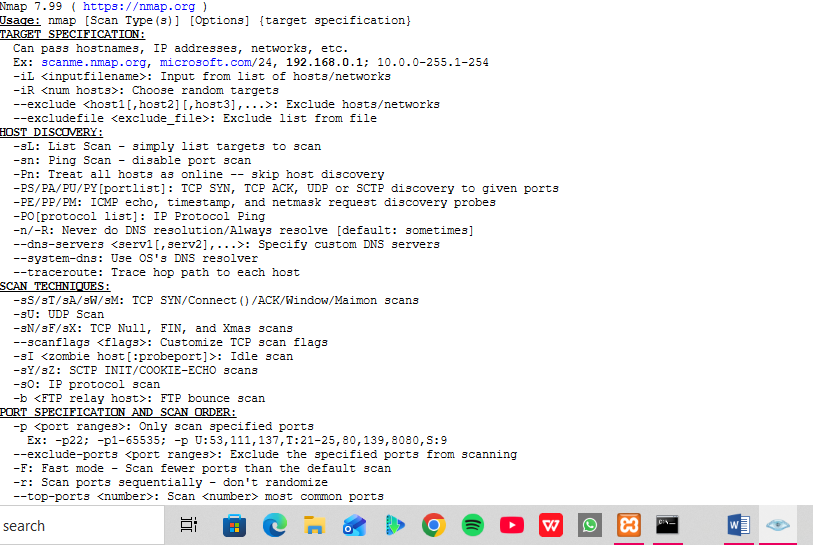 Nmap 7.99 ( https://nmap.org )
Usage: nmap [Scan Type(s)] [Options] {target specification}
TARGET SPECIFICATION:
  Can pass hostnames, IP addresses, networks, etc.
  Ex: scanme.nmap.org, microsoft.com/24, 192.168.0.1; 10.0.0-255.1-254
  -iL <inputfilename>: Input from list of hosts/networks
  -iR <num hosts>: Choose random targets
  --exclude <host1[,host2][,host3],...>: Exclude hosts/networks
  --excludefile <exclude_file>: Exclude list from file
HOST DISCOVERY:
  -sL: List Scan - simply list targets to scan
  -sn: Ping Scan - disable port scan
  -Pn: Treat all hosts as online -- skip host discovery
  -PS/PA/PU/PY[portlist]: TCP SYN, TCP ACK, UDP or SCTP discovery to given ports
  -PE/PP/PM: ICMP echo, timestamp, and netmask request discovery probes
  -PO[protocol list]: IP Protocol Ping
  -n/-R: Never do DNS resolution/Always resolve [default: sometimes]
  --dns-servers <serv1[,serv2],...>: Specify custom DNS servers
  --system-dns: Use OS's DNS resolver
  --traceroute: Trace hop path to each host
SCAN TECHNIQUES:
  -sS/sT/sA/sW/sM: TCP SYN/Connect()/ACK/Window/Maimon scans
  -sU: UDP Scan
  -sN/sF/sX: TCP Null, FIN, and Xmas scans
  --scanflags <flags>: Customize TCP scan flags
  -sI <zombie host[:probeport]>: Idle scan
  -sY/sZ: SCTP INIT/COOKIE-ECHO scans
  -sO: IP protocol scan
  -b <FTP relay host>: FTP bounce scan
PORT SPECIFICATION AND SCAN ORDER:
  -p <port ranges>: Only scan specified ports
    Ex: -p22; -p1-65535; -p U:53,111,137,T:21-25,80,139,8080,S:9
  --exclude-ports <port ranges>: Exclude the specified ports from scanning
  -F: Fast mode - Scan fewer ports than the default scan
  -r: Scan ports sequentially - don't randomize
  --top-ports <number>: Scan <number> most common ports
search